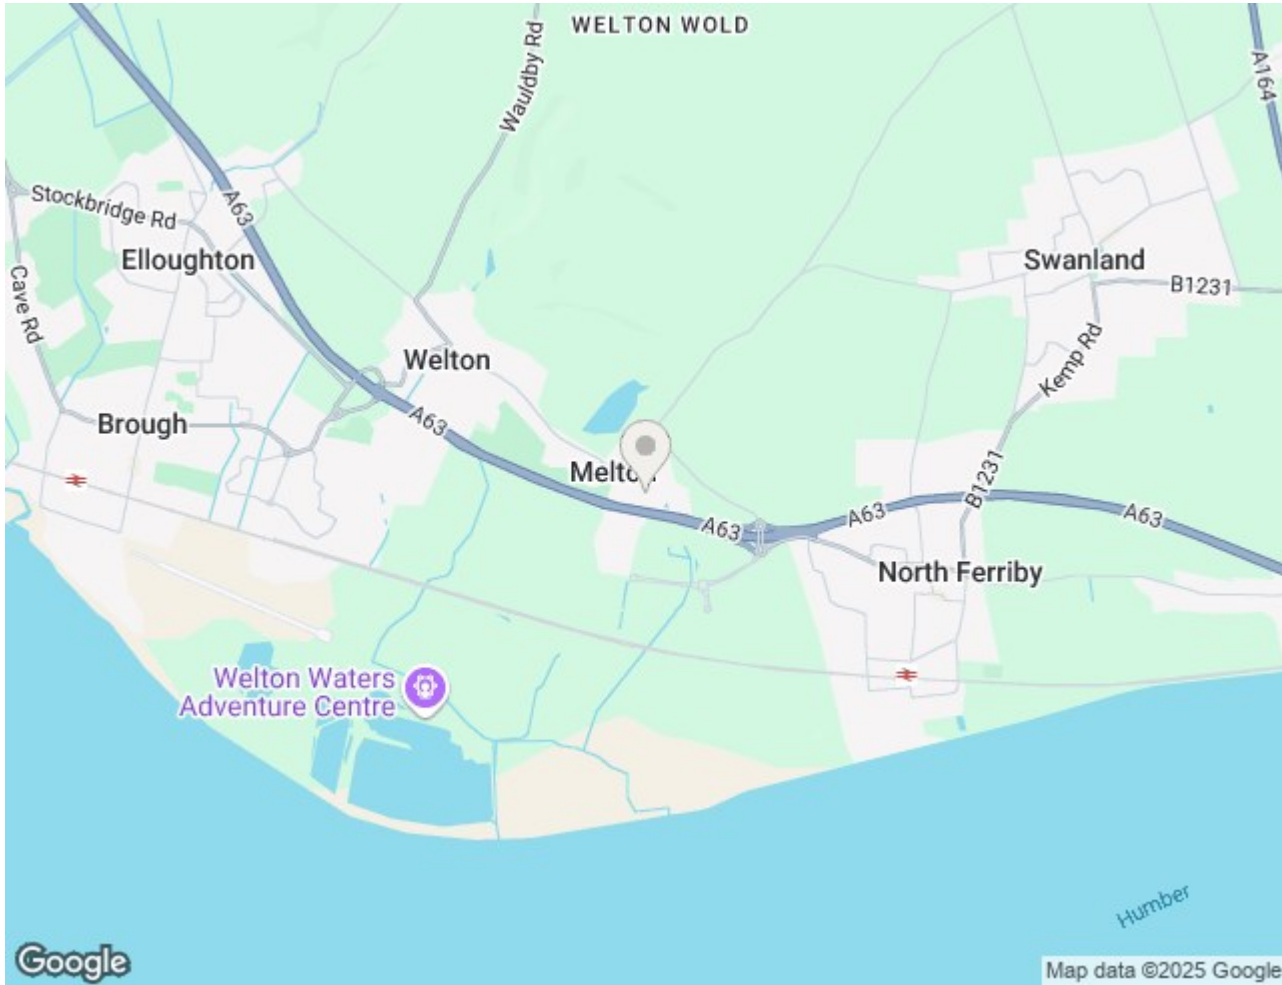 WELTON WOLD
Wauldby Rd
A164
Stockbridge Rd
A63
Elloughton
Swanland
B1231
Cave Rd
Welton
Kemp Rd
Brough
A63
Melton
B1231
A63
A63
A63
North Ferriby
Welton Waters
Adventure Centre
Humber
Google
Map data ©2025 Google